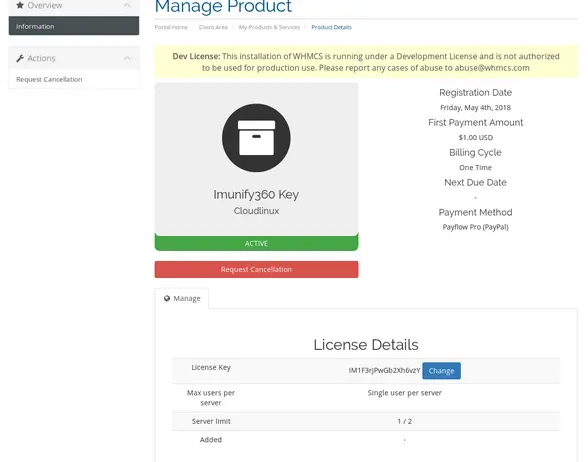 Overview
Information
Actions
Request Cancellation
Manage Product
Portal Home / Client Area / My Products & Services / Product Details
Dev License: This installation of WHMCS is running under a Development License and is not authorized
to be used for production use. Please report any cases of abuse to abuse@whmcs.com
Imunify360 Key
Cloudlinux
ACTIVE
Request Cancellation
Registration Date
Friday, May 4th, 2018
First Payment Amount
$1.00 USD
Billing Cycle
One Time
Next Due Date
-
Payment Method
Payflow Pro (PayPal)
Manage
License Details
License Key IM1F3rJPwGb2Xh6vzY Change
Max users per
server
Single user per server
Server limit 1 / 2
Added -